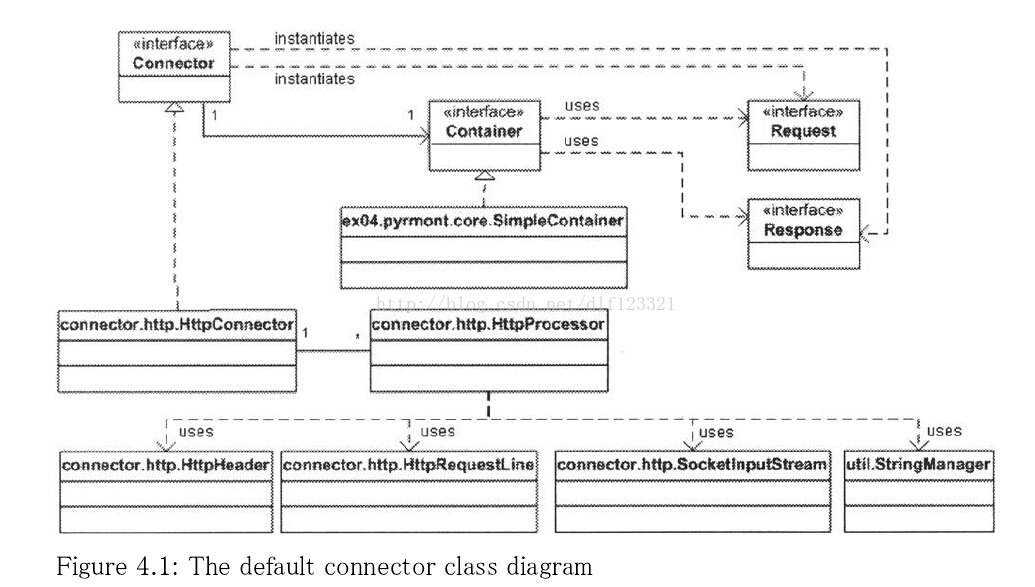 «interface»
Connector
instantiates
instantiates
1
1
«interface»
Container
uses
uses
«interface»
Request
«interface»
Response
ex04.pyrmont.core.SimpleContainer
http://blog.csdn.net/dlf123321
connector.http.HttpConnector
1
*
connector.http.HttpProcessor
uses
uses
uses
uses
connector.http.HttpHeader
connector.http.HttpRequestLine
connector.http.SocketInputStream
util.StringManager
Figure 4.1: The default connector class diagram